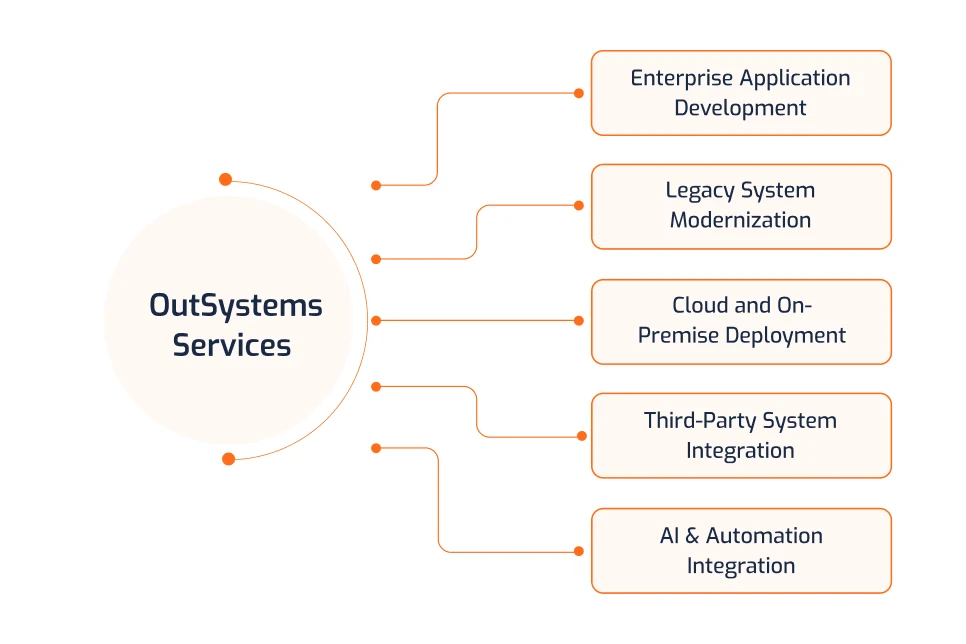 OutSystems
Services
Enterprise Application
Development
Legacy System
Modernization
Cloud and On-
Premise Deployment
Third-Party System
Integration
AI & Automation
Integration